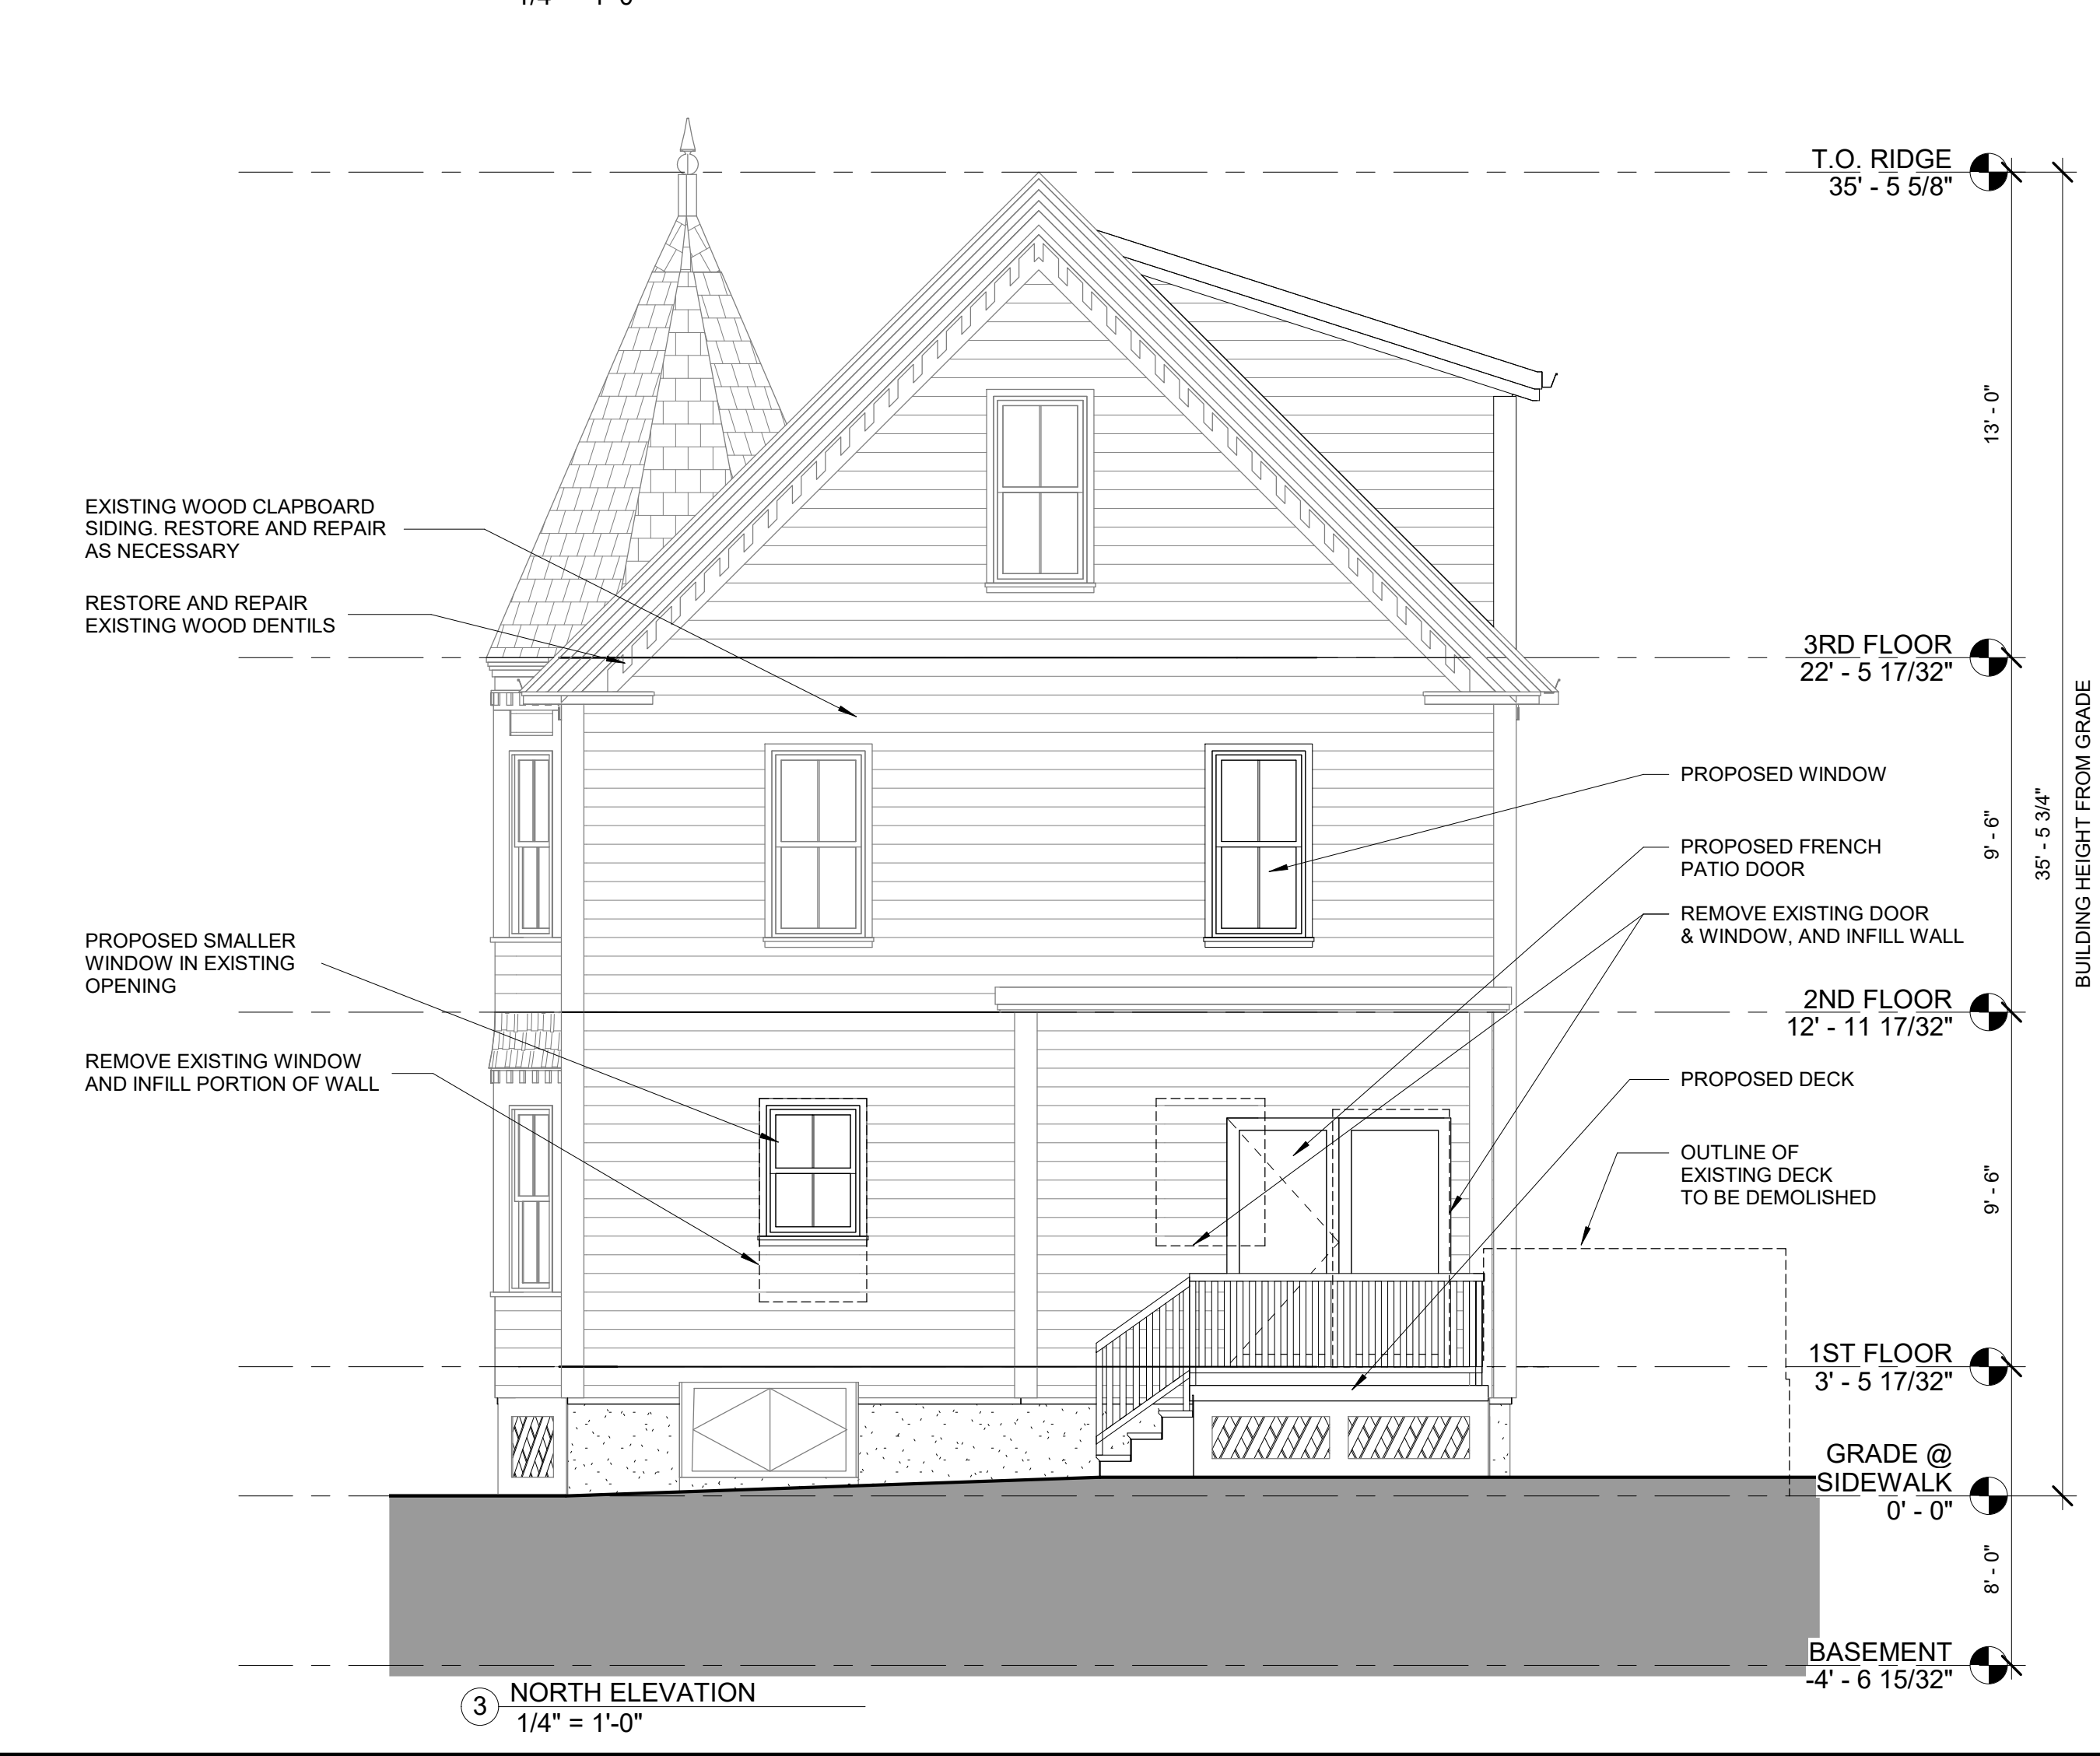 EXISTING WOOD CLAPBOARD
SIDING. RESTORE AND REPAIR
AS NECESSARY
RESTORE AND REPAIR
EXISTING WOOD DENTILS
PROPOSED SMALLER
WINDOW IN EXISTING
OPENING
REMOVE EXISTING WINDOW
AND INFILL PORTION OF WALL
PROPOSED WINDOW
PROPOSED FRENCH
PATIO DOOR
REMOVE EXISTING DOOR
& WINDOW, AND INFILL WALL
PROPOSED DECK
OUTLINE OF
EXISTING DECK
TO BE DEMOLISHED
T.O. RIDGE
35' - 5 5/8"
3RD FLOOR
22' - 5 17/32"
2ND FLOOR
12' - 11 17/32"
1ST FLOOR
3' - 5 17/32"
GRADE @
SIDEWALK
0' - 0"
BASEMENT
-4' - 6 15/32"
13' - 0"
9' - 6"
9' - 6"
8' - 0"
35' - 5 3/4"
BUILDING HEIGHT FROM GRADE
3
NORTH ELEVATION
1/4" = 1'-0"